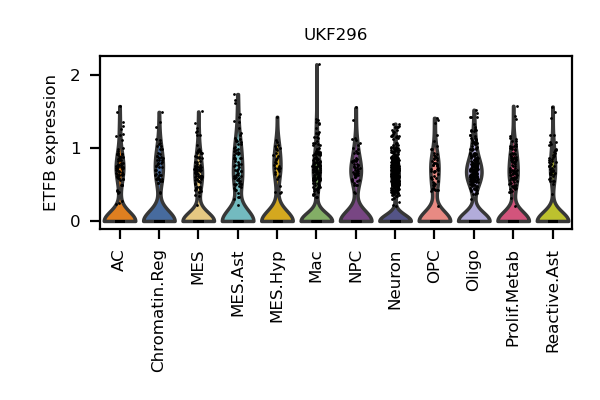 UKF296
ETFB expression
2
1
0
AC
Chromatin.Reg
MES
MES.Ast
MES.Hyp
Mac
NPC
Neuron
OPC
Oligo
Prolif.Metab
Reactive.Ast